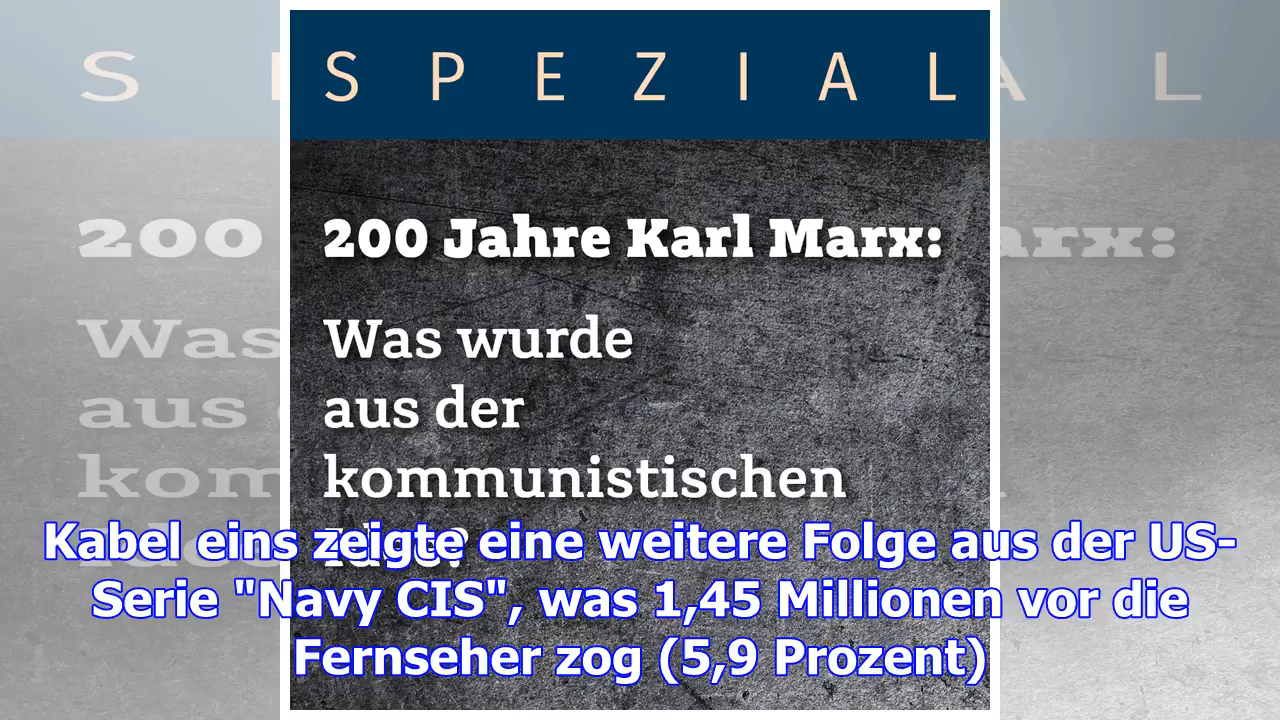 SPEZIAL
200 Jahre Karl Marx:
Was wurde
aus der
kommunistischen
Idee?
Kabel eins zeigte eine weitere Folge aus der US-
Serie "Navy CIS", was 1,45 Millionen vor die
Fernseher zog (5,9 Prozent)